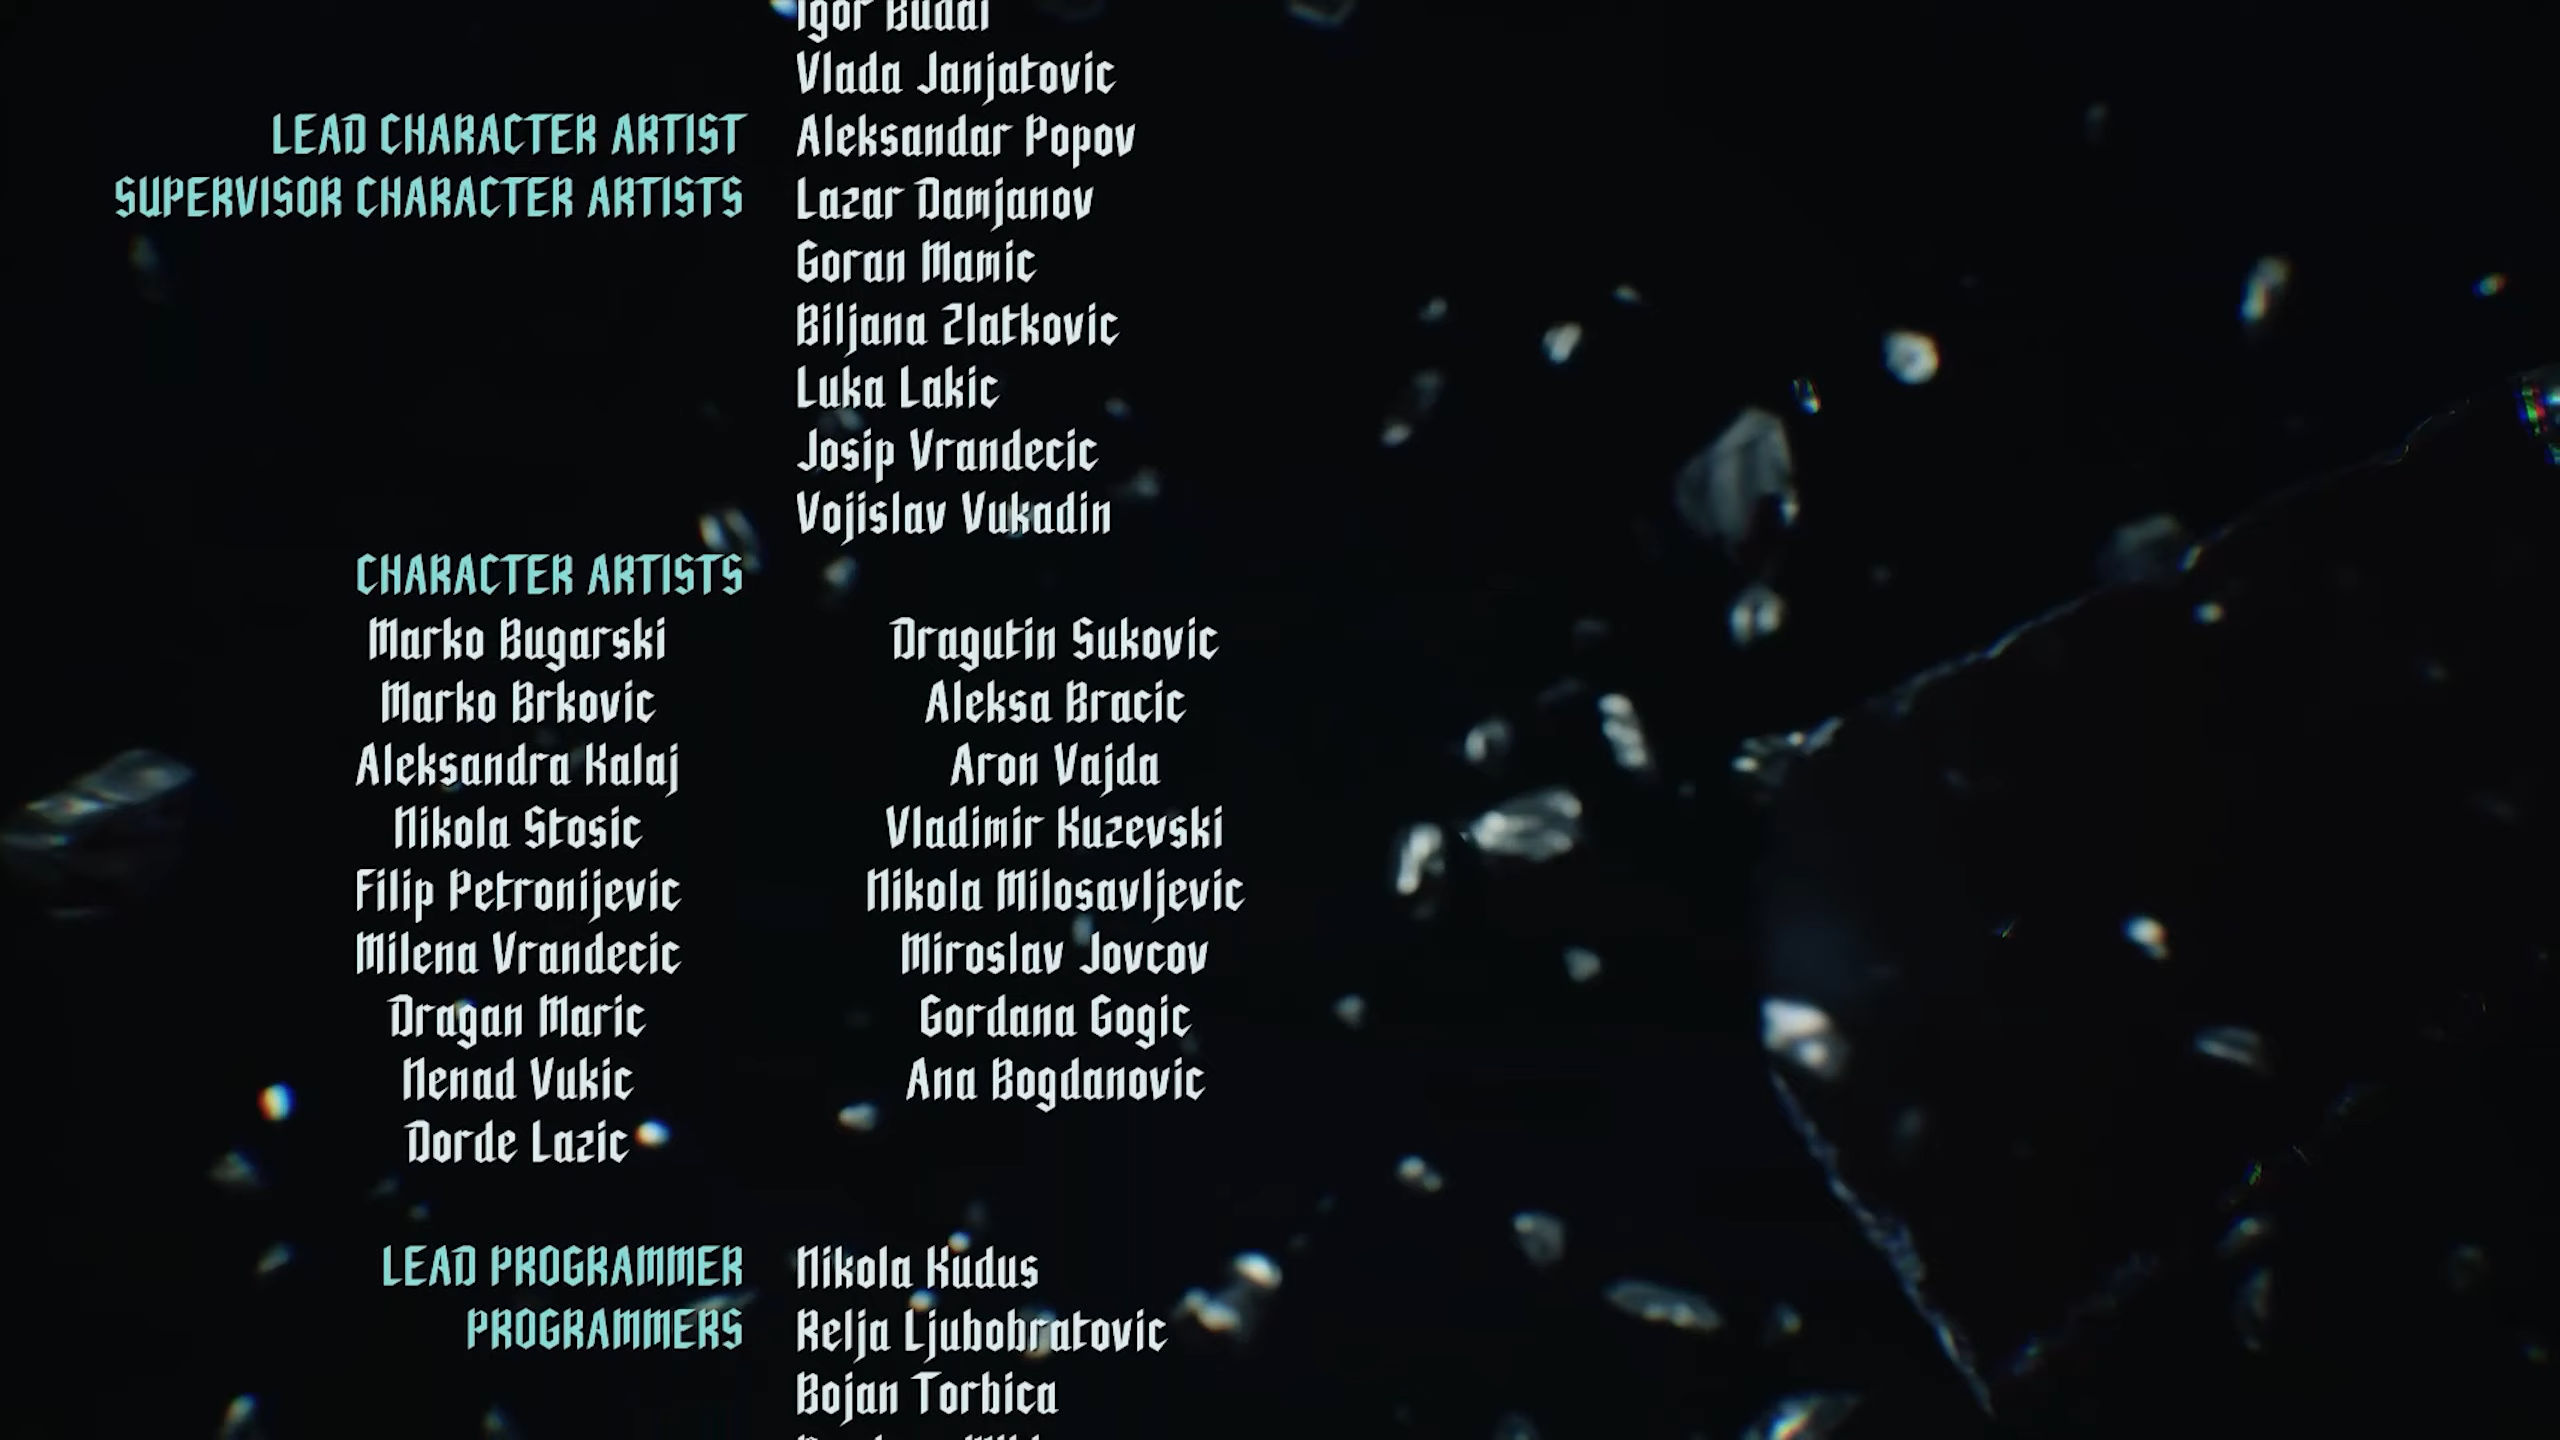 Igor Budai
Vlada Janjatovic
LEAD CHARACTER ARTIST Aleksandar Popov
SUPERVISOR CHARACTER ARTISTS Lazar Damjanov
Goran Mamic
Biljana Zlatkovic
Luka Lakic
Josip Vrandecic
Vojislav Vukadin
CHARACTER ARTISTS
Marko Bugarski Dragutin Sukovic
Marko Brkovic Aleksa Bracic
Aleksandra Kalaj Aron Vajda
Nikola Stosic Vladimir Kuzevski
Filip Petronijevic Nikola Milosavljevic
Milena Vrandecic Miroslav Jovcov
Dragan Maric Gordana Gogic
Nenad Vukic Ana Bogdanovic
Dorde Lazic
LEAD PROGRAMMER Nikola Kudus
PROGRAMMERS Relja Ljubobratovic
Bojan Torbica